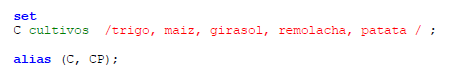 set
C cultivos /trigo, maiz, girasol, remolacha, patata / ;
alias (C, CP);